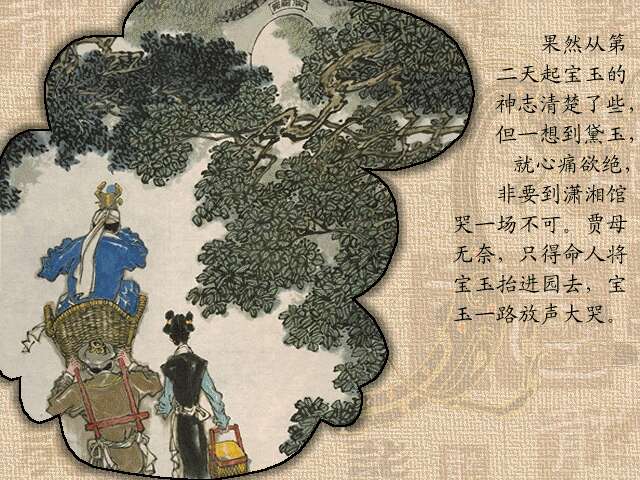 果然从第
二天起宝玉的
神志清楚了些，
但一想到黛玉，
就心痛欲绝，
非要到潇湘馆
哭一场不可。贾母
无奈，只得命人将
宝玉抬进园去，宝
玉一路放声大哭。